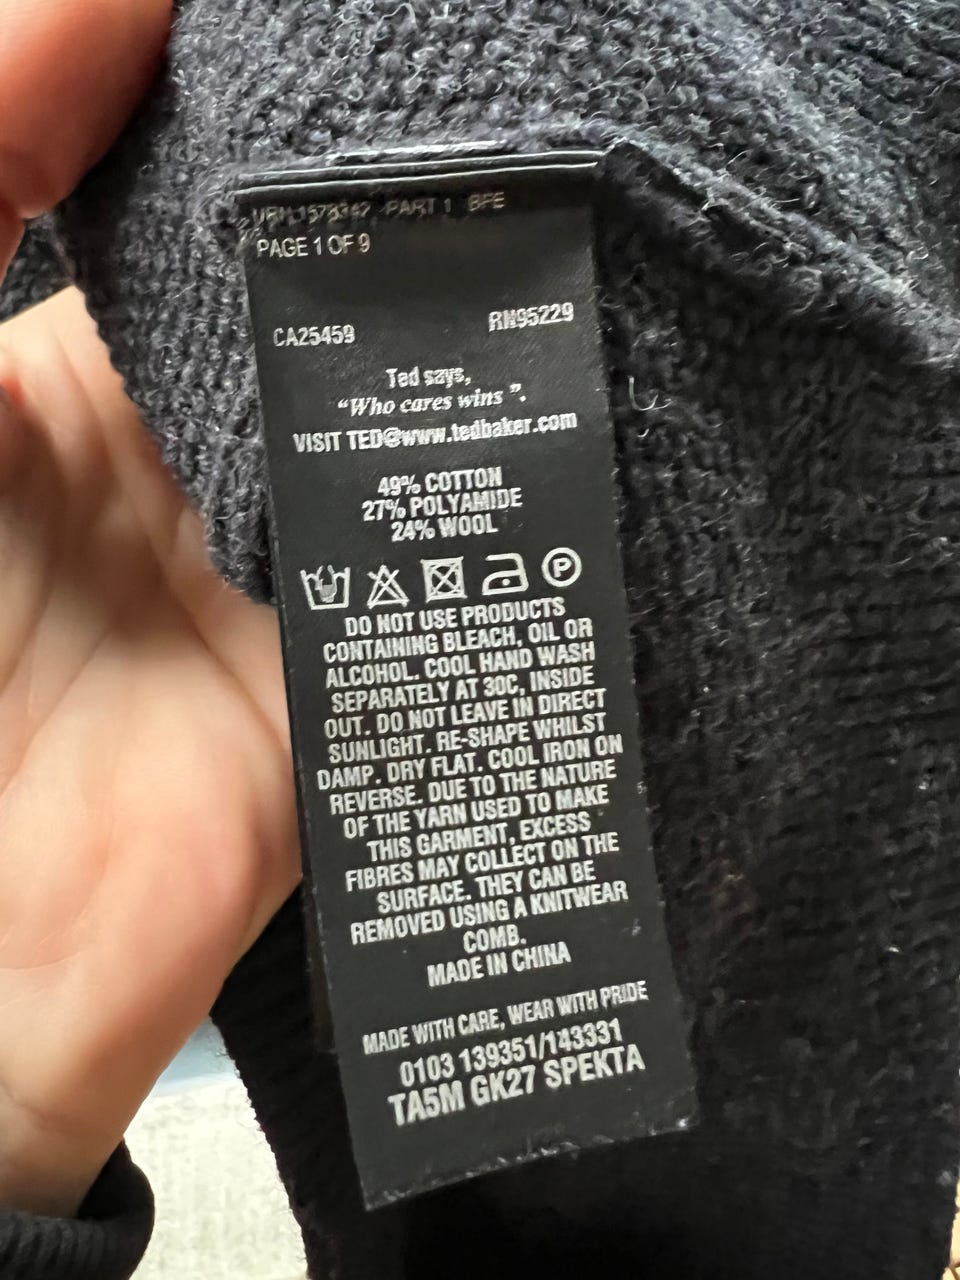 PART 1 BFE
PAGE 1 OF 9
CA25459 RN95229
Ted says,
“Who cares wins”.
VISIT TED@www.tedbaker.com
49% COTTON
27% POLYAMIDE
24% WOOL
P
DO NOT USE PRODUCTS
CONTAINING BLEACH, OIL OR
ALCOHOL. COOL HAND WASH
SEPARATELY AT 30C, INSIDE
OUT. DO NOT LEAVE IN DIRECT
SUNLIGHT. RE-SHAPE WHILST
DAMP. DRY FLAT. COOL IRON ON
REVERSE. DUE TO THE NATURE
OF THE YARN USED TO MAKE
THIS GARMENT, EXCESS
FIBRES MAY COLLECT ON THE
SURFACE. THEY CAN BE
REMOVED USING A KNITWEAR
COMB.
MADE IN CHINA
MADE WITH CARE, WEAR WITH PRIDE
0103 139351/143331
TA5M GK27 SPEKTA